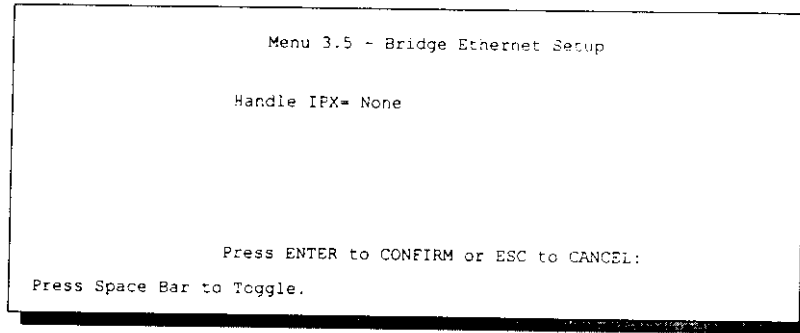 Menu 3.5 - Bridge Ethernet Setup
Handle IPX= None
Press ENTER to CONFIRM or ESC to CANCEL:
Press Space Bar to Toggle.